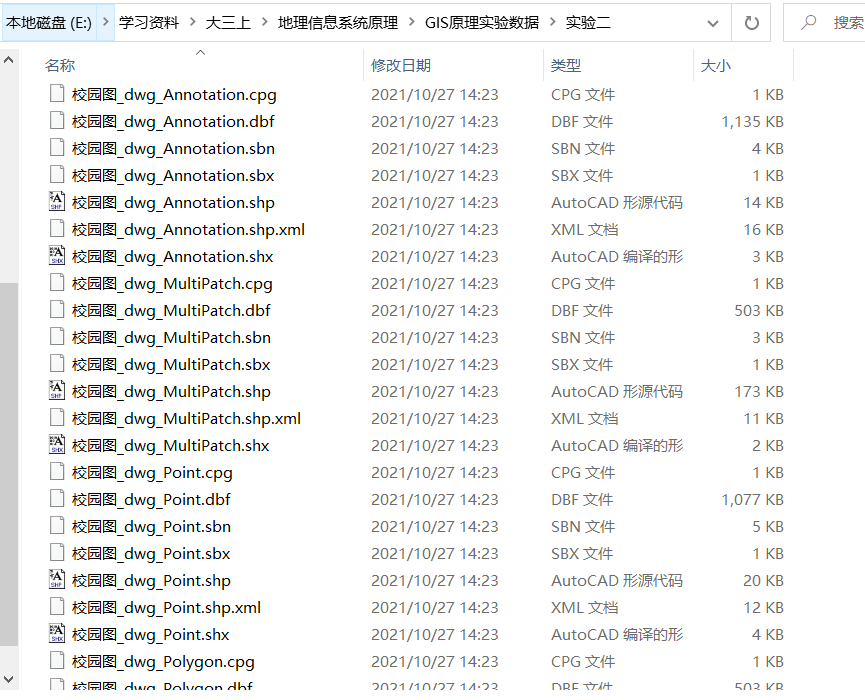 本地磁盘 (E:) > 学习资料 > 大三上 > 地理信息系统原理 > GIS原理实验数据 > 实验二 搜索
名称 修改日期 类型 大小
校园图_dwg_Annotation.cpg 2021/10/27 14:23 CPG 文件 1 KB
校园图_dwg_Annotation.dbf 2021/10/27 14:23 DBF 文件 1,135 KB
校园图_dwg_Annotation.sbn 2021/10/27 14:23 SBN 文件 4 KB
校园图_dwg_Annotation.sbx 2021/10/27 14:23 SBX 文件 1 KB
校园图_dwg_Annotation.shp 2021/10/27 14:23 AutoCAD 形源代码 14 KB
校园图_dwg_Annotation.shp.xml 2021/10/27 14:23 XML 文档 16 KB
校园图_dwg_Annotation.shx 2021/10/27 14:23 AutoCAD 编译的形 3 KB
校园图_dwg_MultiPatch.cpg 2021/10/27 14:23 CPG 文件 1 KB
校园图_dwg_MultiPatch.dbf 2021/10/27 14:23 DBF 文件 503 KB
校园图_dwg_MultiPatch.sbn 2021/10/27 14:23 SBN 文件 3 KB
校园图_dwg_MultiPatch.sbx 2021/10/27 14:23 SBX 文件 1 KB
校园图_dwg_MultiPatch.shp 2021/10/27 14:23 AutoCAD 形源代码 173 KB
校园图_dwg_MultiPatch.shp.xml 2021/10/27 14:23 XML 文档 11 KB
校园图_dwg_MultiPatch.shx 2021/10/27 14:23 AutoCAD 编译的形 2 KB
校园图_dwg_Point.cpg 2021/10/27 14:23 CPG 文件 1 KB
校园图_dwg_Point.dbf 2021/10/27 14:23 DBF 文件 1,077 KB
校园图_dwg_Point.sbn 2021/10/27 14:23 SBN 文件 5 KB
校园图_dwg_Point.sbx 2021/10/27 14:23 SBX 文件 1 KB
校园图_dwg_Point.shp 2021/10/27 14:23 AutoCAD 形源代码 20 KB
校园图_dwg_Point.shp.xml 2021/10/27 14:23 XML 文档 12 KB
校园图_dwg_Point.shx 2021/10/27 14:23 AutoCAD 编译的形 4 KB
校园图_dwg_Polygon.cpg 2021/10/27 14:23 CPG 文件 1 KB
校园图_dwg_Polygon.dbf 2021/10/27 14:23 DBF 文件 503 KB